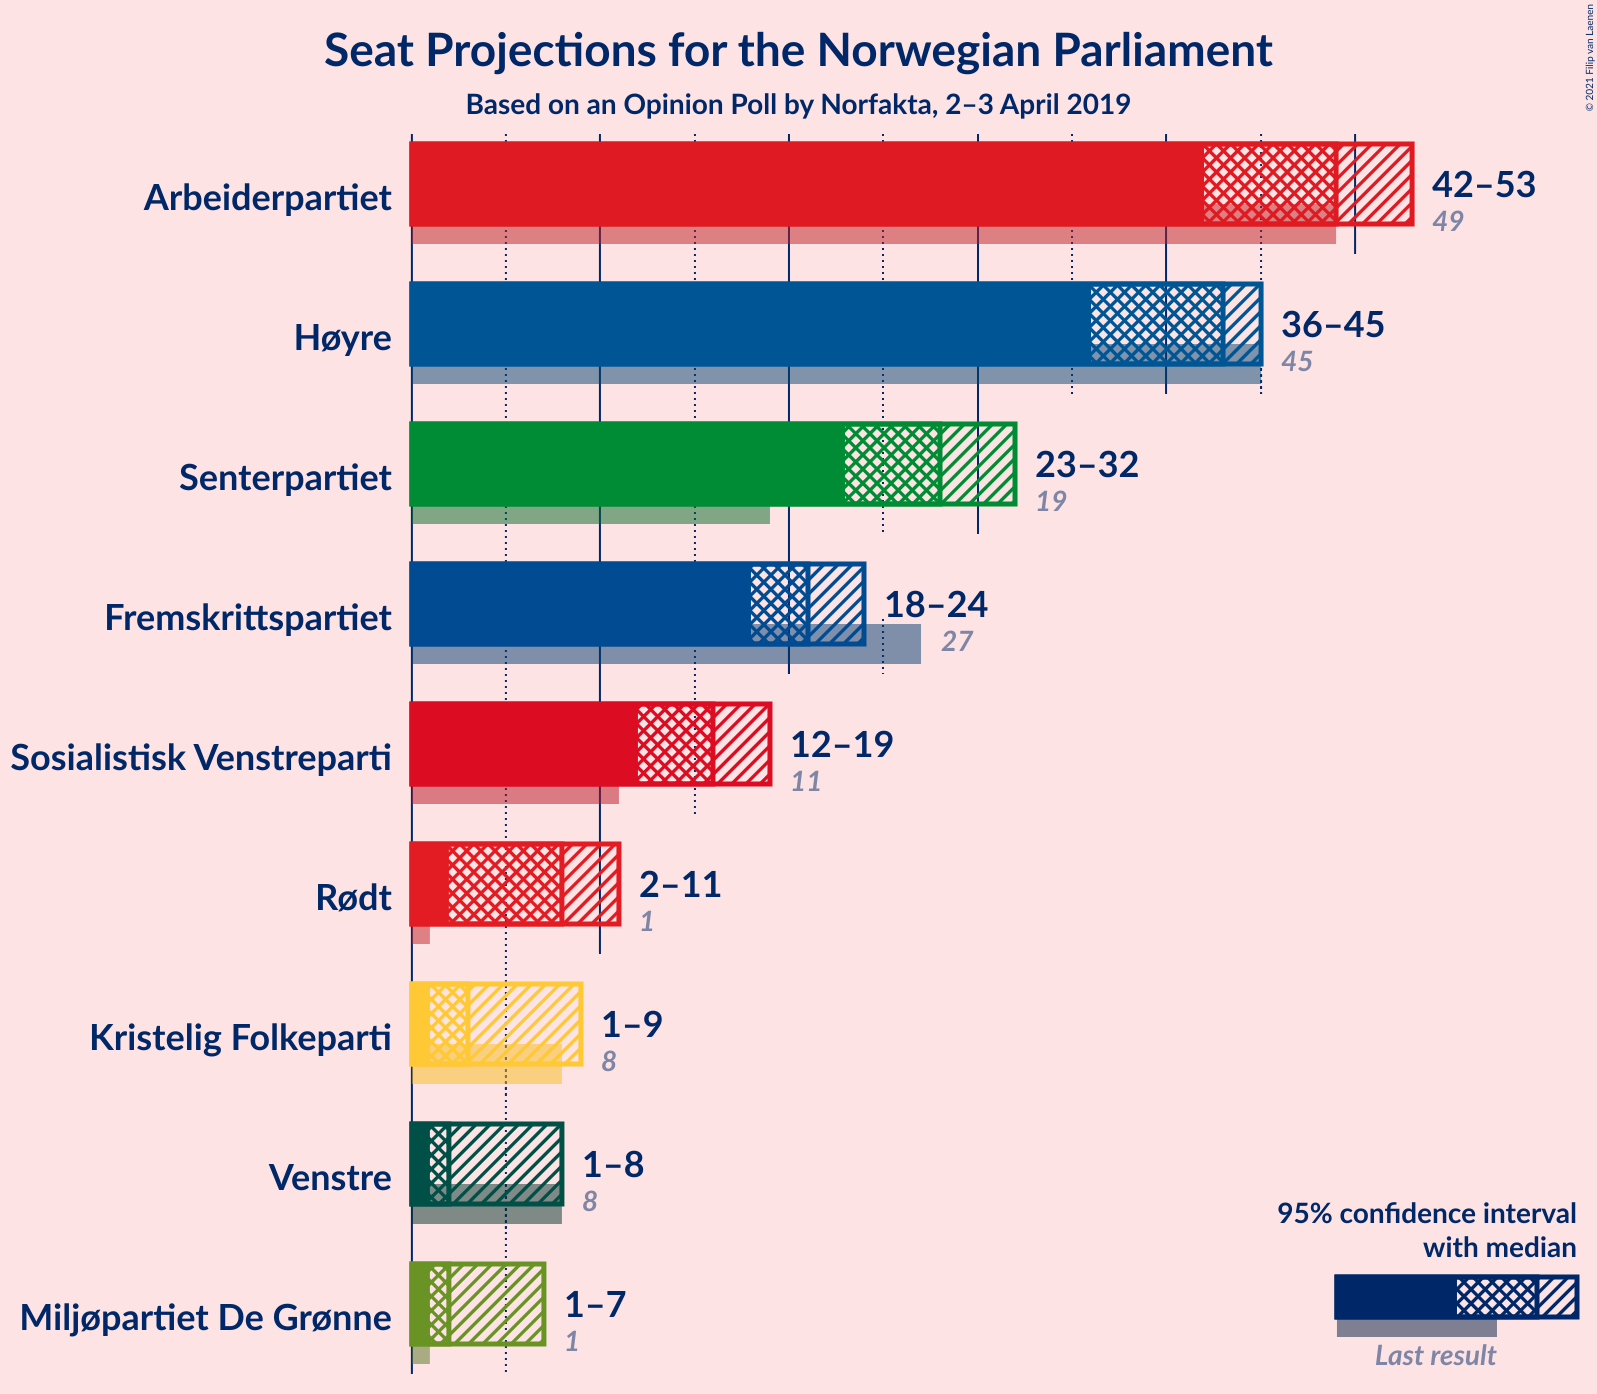 Seat Projections for the Norwegian Parliament
Based on an Opinion Poll by Norfakta, 2–3 April 2019
© 2021 Filip van Laenen
Arbeiderpartiet
42–53
49
Høyre
36–45
45
Senterpartiet
23–32
19
Fremskrittspartiet
18–24
27
Sosialistisk Venstreparti
12–19
11
Rødt
2–11
1
Kristelig Folkeparti
1–9
8
Venstre
1–8
8
Miljøpartiet De Grønne
1–7
1
95% confidence interval
with median
Last result